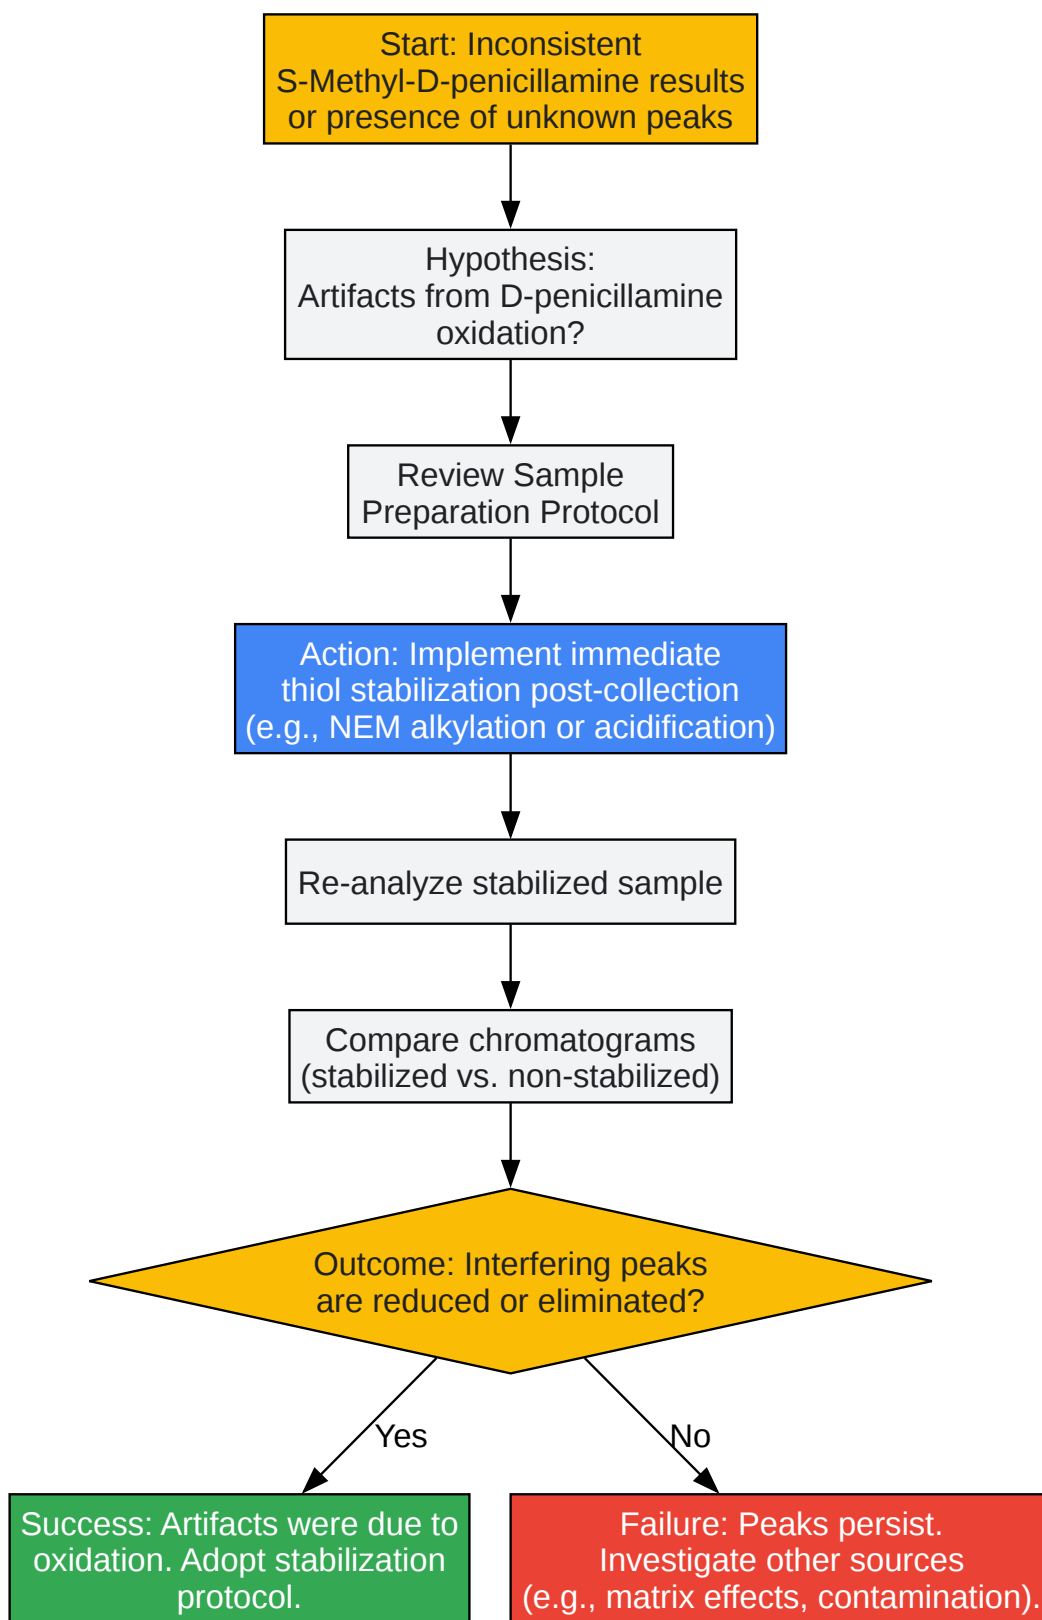 Start: Inconsistent
S-Methyl-D-penicillamine results
or presence of unknown peaks
Hypothesis:
Artifacts from D-penicillamine
oxidation?
Review Sample
Preparation Protocol
Action: Implement immediate
thiol stabilization post-collection
(e.g., NEM alkylation or acidification)
Re-analyze stabilized sample
Compare chromatograms
(stabilized vs. non-stabilized)
Outcome: Interfering peaks
are reduced or eliminated?
Yes
No
Success: Artifacts were due to
oxidation. Adopt stabilization
protocol.
Failure: Peaks persist.
Investigate other sources
(e.g., matrix effects, contamination).